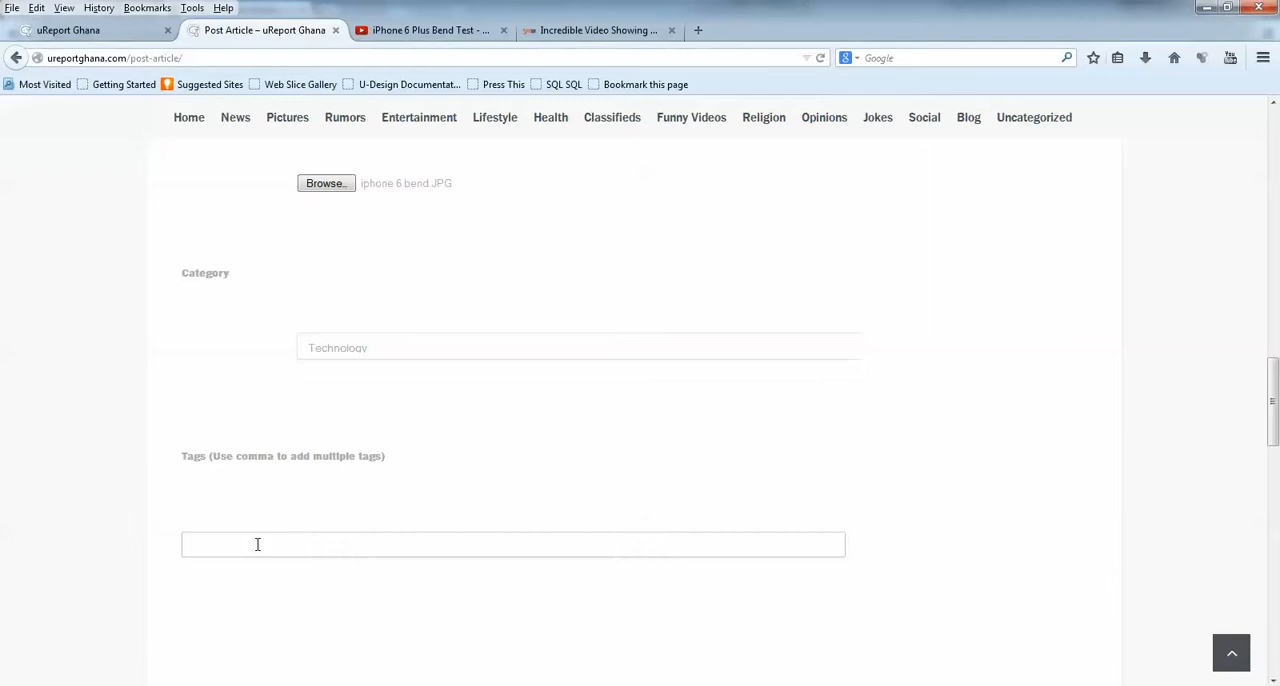 File Edit View History Bookmarks Tools Help
uReport Ghana × Post Article – uReport Ghana × iPhone 6 Plus Bend Test - ... × Incredible Video Showing ... × +
ureportghana.com/post-article/ Google
Most Visited Getting Started Suggested Sites Web Slice Gallery U-Design Documentat... Press This SQL SQL Bookmark this page
Home News Pictures Rumors Entertainment Lifestyle Health Classifieds Funny Videos Religion Opinions Jokes Social Blog Uncategorized
Browse.. iphone 6 bend.JPG
Category
Technology
Tags (Use comma to add multiple tags)